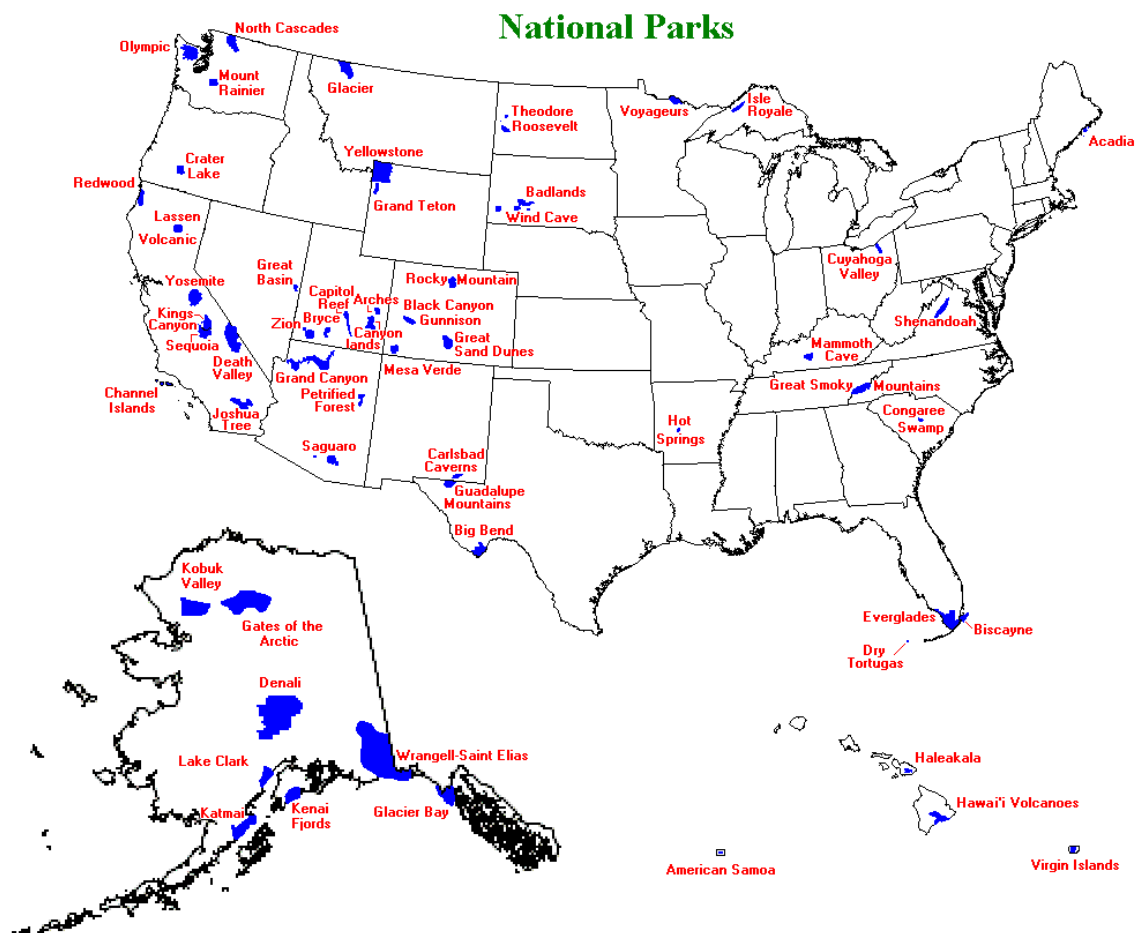 National Parks
North Cascades
Olympic
Mount
Rainier
Glacier
Theodore
Roosevelt
Voyageurs
Isle
Royale
Acadia
Yellowstone
Crater
Lake
Redwood
Grand Teton
Badlands
Wind Cave
Lassen
Volcanic
Cuyahoga
Valley
Great
Basin
Rocky Mountain
Yosemite
Capitol
Reef
Arches
Black Canyon
Gunnison
Kings
Canyon
Zion
Bryce
Canyon
lands
Great
Sand Dunes
Shenandoah
Sequoia
Death
Valley
Mesa Verde
Mammoth
Cave
Grand Canyon
Great Smoky Mountains
Channel
Islands
Petrified
Forest
Joshua
Tree
Hot
Springs
Congaree
Swamp
Saguaro
Carlsbad
Caverns
Guadalupe
Mountains
Big Bend
Kobuk
Valley
Gates of the
Arctic
Everglades
Biscayne
Dry
Tortugas
Denali
Wrangell-Saint Elias
Lake Clark
Haleakala
Katmai
Kenai
Fjords
Glacier Bay
Hawai'i Volcanoes
American Samoa
Virgin Islands